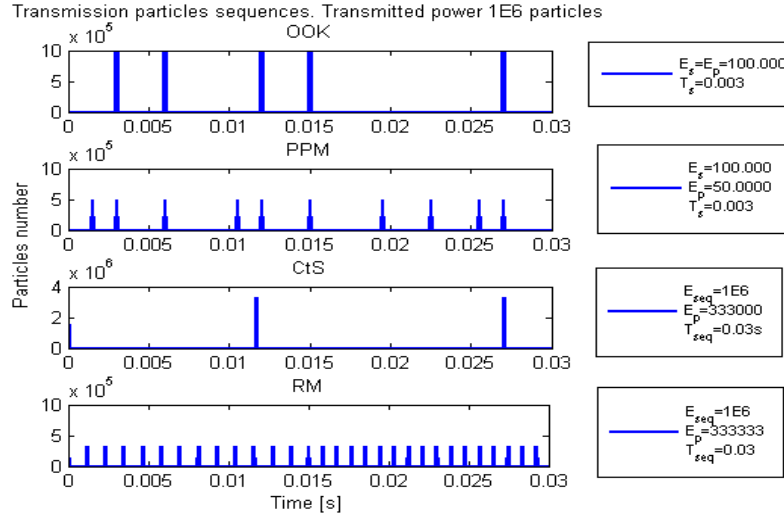 Transmission particles sequences. Transmitted power 1E6 particles
OOK
x 10^5
10
5
0
0 0.005 0.01 0.015 0.02 0.025 0.03
E_s=E_p=100.000
T_s=0.003
PPM
x 10^5
10
5
0
0 0.005 0.01 0.015 0.02 0.025 0.03
E_s=100.000
E_p=50.0000
T_s=0.003
Particles number
CtS
x 10^6
4
2
0
0 0.005 0.01 0.015 0.02 0.025 0.03
E_seq=1E6
E_p=333000
T_seq=0.03s
RM
x 10^5
10
5
0
0 0.005 0.01 0.015 0.02 0.025 0.03
E_seq=1E6
E_p=333333
T_seq=0.03
Time [s]